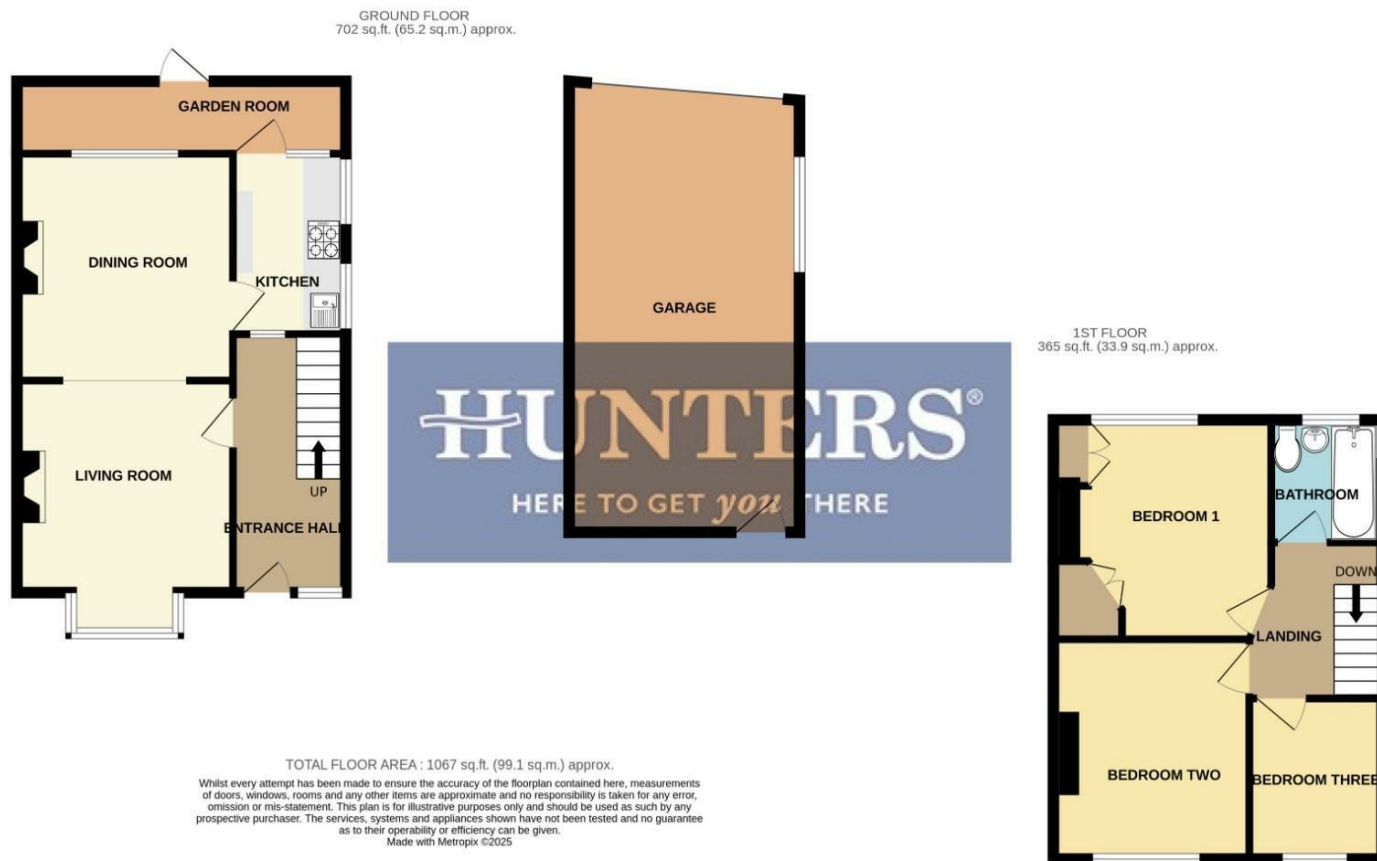 GROUND FLOOR
702 sq.ft. (65.2 sq.m.) approx.
GARDEN ROOM
DINING ROOM
KITCHEN
LIVING ROOM
UP
ENTRANCE HALL
GARAGE
HUNTERS®
HERE TO GET you THERE
1ST FLOOR
365 sq.ft. (33.9 sq.m.) approx.
BEDROOM 1
BATHROOM
DOWN
LANDING
BEDROOM TWO
BEDROOM THREE
TOTAL FLOOR AREA : 1067 sq.ft. (99.1 sq.m.) approx.
Whilst every attempt has been made to ensure the accuracy of the floorplan contained here, measurements
of doors, windows, rooms and any other items are approximate and no responsibility is taken for any error,
omission or mis-statement. This plan is for illustrative purposes only and should be used as such by any
prospective purchaser. The services, systems and appliances shown have not been tested and no guarantee
as to their operability or efficiency can be given.
Made with Metropix ©2025